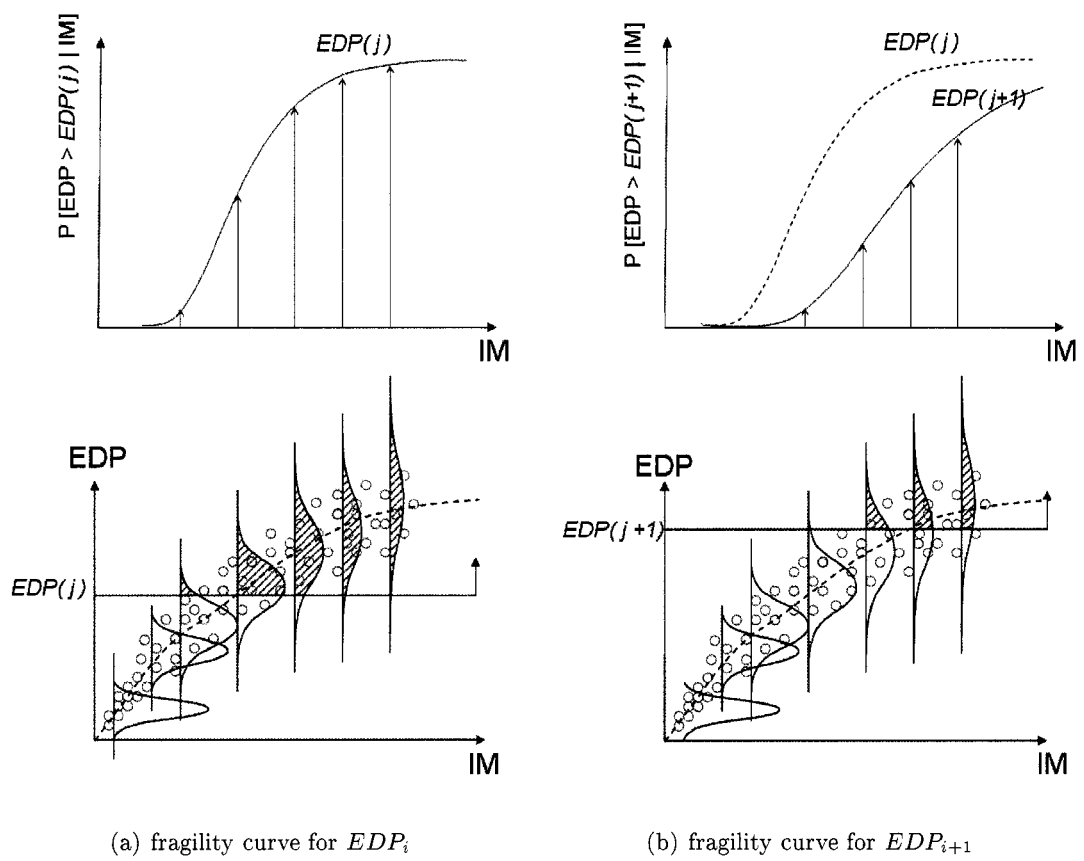 P [EDP > EDP(j) | IM]
EDP(j)
IM
P [EDP > EDP(j+1) | IM]
EDP(j)
EDP(j+1)
IM
EDP
EDP(j)
IM
EDP
EDP(j+1)
IM
(a) fragility curve for EDP_i
(b) fragility curve for EDP_{i+1}